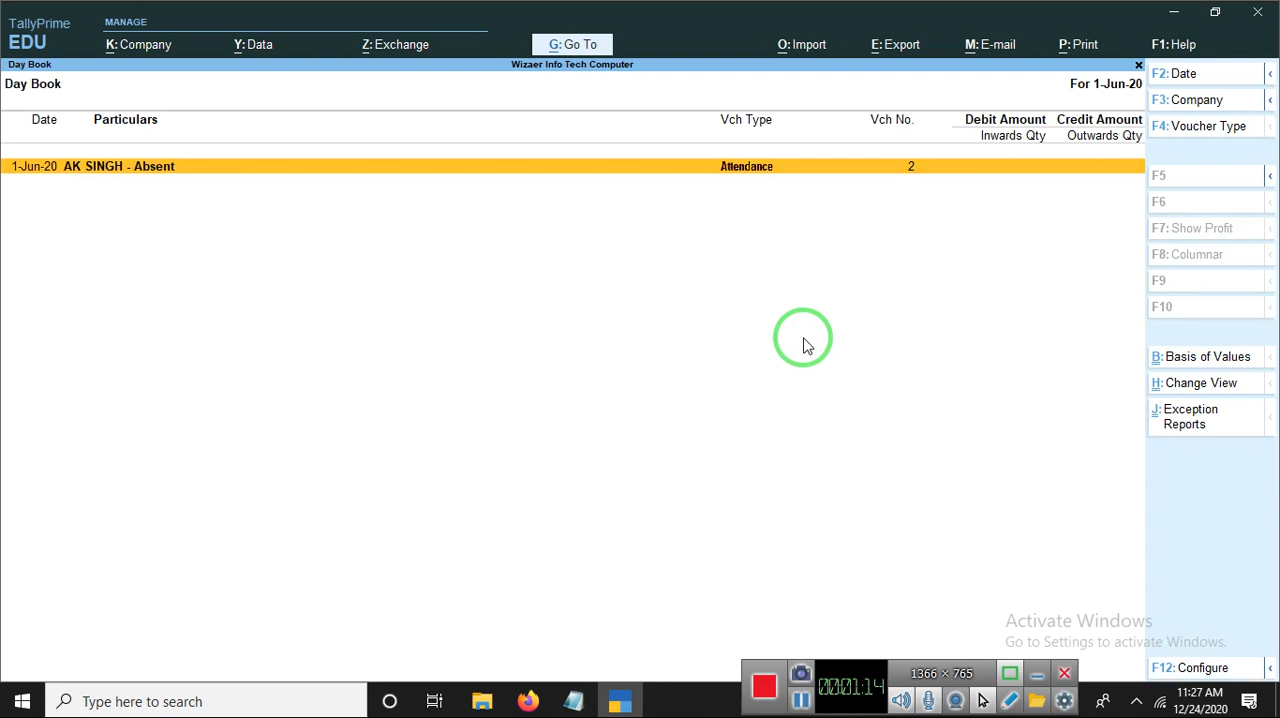 TallyPrime
EDU
MANAGE
K: Company
Y: Data
Z: Exchange
G: Go To
O: Import
E: Export
M: E-mail
P: Print
F1: Help
Day Book
Wizaer Info Tech Computer
Day Book
For 1-Jun-20
Date
Particulars
Vch Type
Vch No.
Debit Amount
Credit Amount
Inwards Qty
Outwards Qty
1-Jun-20 AK SINGH - Absent
Attendance
2
F2: Date
F3: Company
F4: Voucher Type
F5
F6
F7: Show Profit
F8: Columnar
F9
F10
B: Basis of Values
H: Change View
J: Exception
Reports
F12: Configure
Activate Windows
Go to Settings to activate Windows.
1366 x 765
00:01:14
Type here to search
11:27 AM
12/24/2020